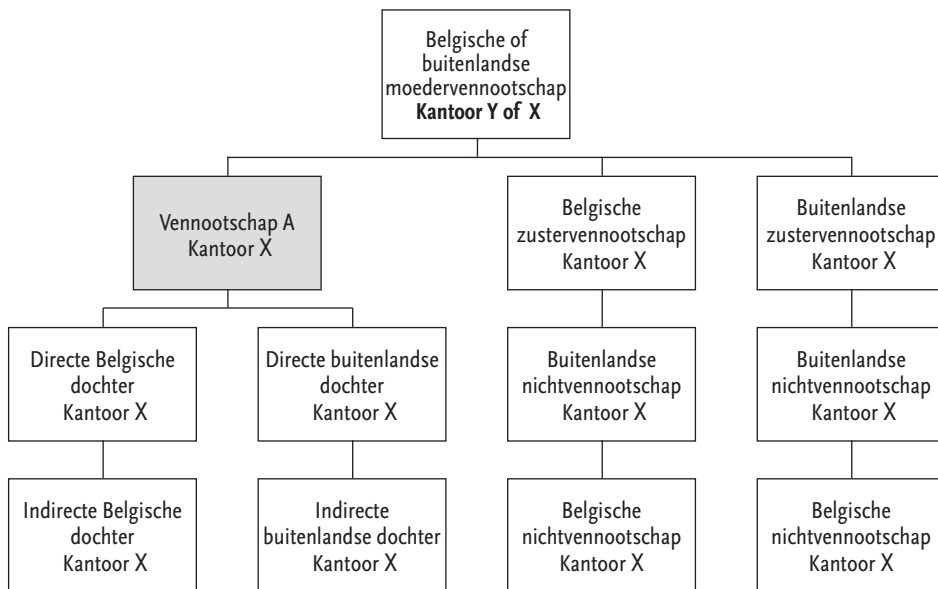 Belgische of
buitenlandse
moedervennootschap
Kantoor Y of X
Vennootschap A
Kantoor X
Belgische
zustervennootschap
Kantoor X
Buitenlandse
zustervennootschap
Kantoor X
Directe Belgische
dochter
Kantoor X
Directe buitenlandse
dochter
Kantoor X
Buitenlandse
nichtvennootschap
Kantoor X
Buitenlandse
nichtvennootschap
Kantoor X
Indirecte Belgische
dochter
Kantoor X
Indirecte
buitenlandse dochter
Kantoor X
Belgische
nichtvennootschap
Kantoor X
Belgische
nichtvennootschap
Kantoor X